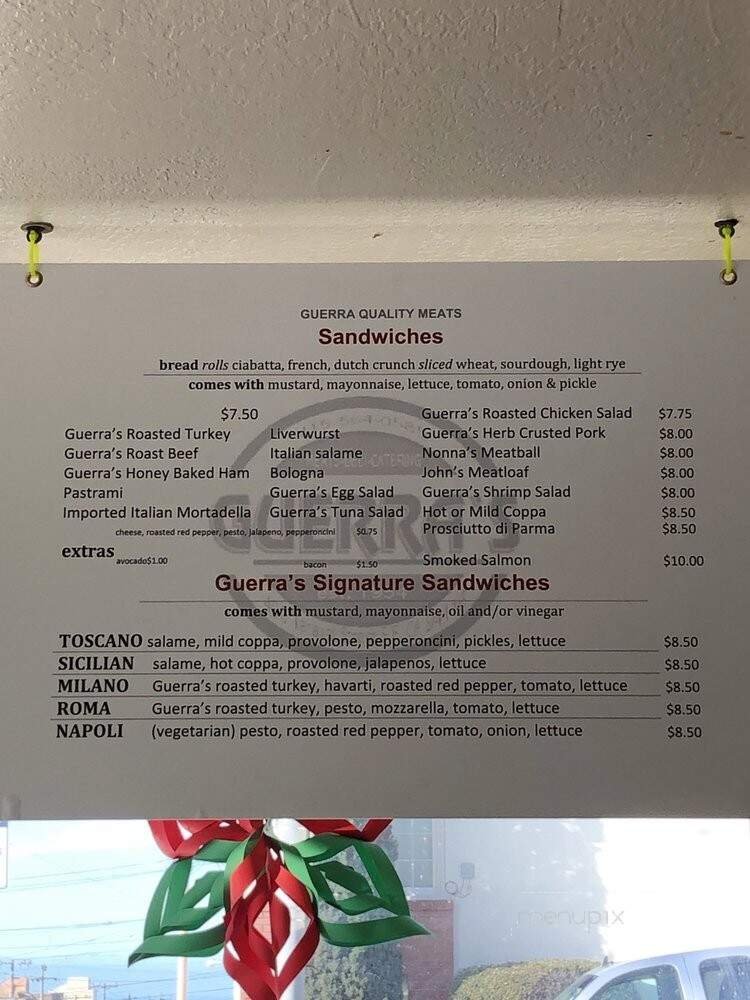 GUERRA QUALITY MEATS
Sandwiches
bread rolls ciabatta, french, dutch crunch sliced wheat, sourdough, light rye
comes with mustard, mayonnaise, lettuce, tomato, onion & pickle
$7.50
Guerra's Roasted Turkey
Guerra's Roast Beef
Guerra's Honey Baked Ham
Pastrami
Imported Italian Mortadella
Liverwurst
Italian salame
Bologna
Guerra's Egg Salad
Guerra's Tuna Salad
Guerra's Roasted Chicken Salad $7.75
Guerra's Herb Crusted Pork $8.00
Nonna's Meatball $8.00
John's Meatloaf $8.00
Guerra's Shrimp Salad $8.00
Hot or Mild Coppa $8.50
Prosciutto di Parma $8.50
Smoked Salmon $10.00
cheese, roasted red pepper, pesto, jalapeno, pepperoncini $0.75
extras avocado$1.00 bacon $1.50
GUERRA'S
Guerra's Signature Sandwiches
comes with mustard, mayonnaise, oil and/or vinegar
TOSCANO salame, mild coppa, provolone, pepperoncini, pickles, lettuce $8.50
SICILIAN salame, hot coppa, provolone, jalapenos, lettuce $8.50
MILANO Guerra's roasted turkey, havarti, roasted red pepper, tomato, lettuce $8.50
ROMA Guerra's roasted turkey, pesto, mozzarella, tomato, lettuce $8.50
NAPOLI (vegetarian) pesto, roasted red pepper, tomato, onion, lettuce $8.50
menupix